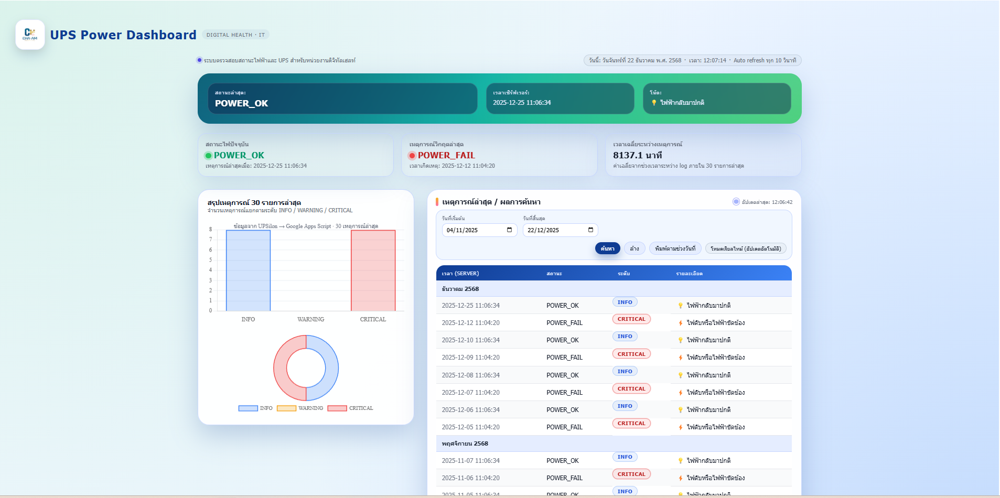 CHA-AM
UPS Power Dashboard
DIGITAL HEALTH · IT
ระบบตรวจสอบสถานะไฟฟ้าและ UPS สำหรับหน่วยงานดิจิทัลเฮลท์
วันนี้: วันจันทร์ที่ 22 ธันวาคม พ.ศ. 2568 · เวลา: 12:07:14 · Auto refresh ทุก 10 วินาที
สถานะล่าสุด:
POWER_OK
เวลาเซิร์ฟเวอร์:
2025-12-25 11:06:34
โน้ต:
💡 ไฟฟ้ากลับมาปกติ
สถานะไฟปัจจุบัน
POWER_OK
เหตุการณ์ล่าสุดเมื่อ: 2025-12-25 11:06:34
เหตุการณ์วิกฤตล่าสุด
POWER_FAIL
เวลาเกิดเหตุ: 2025-12-12 11:04:20
เวลาเฉลี่ยระหว่างเหตุการณ์
8137.1 นาที
ค่าเฉลี่ยจากช่วงเวลาระหว่าง log ภายใน 30 รายการล่าสุด
สรุปเหตุการณ์ 30 รายการล่าสุด
จำนวนเหตุการณ์แยกตามระดับ INFO / WARNING / CRITICAL
ข้อมูลจาก UPSilon → Google Apps Script · 30 เหตุการณ์ล่าสุด
8
7
6
5
4
3
2
1
0
INFO WARNING CRITICAL
INFO WARNING CRITICAL
เหตุการณ์ล่าสุด / ผลการค้นหา
อัปเดตล่าสุด: 12:06:42
วันที่เริ่มต้น วันที่สิ้นสุด
04/11/2025 22/12/2025
ค้นหา ล้าง พิมพ์ตามช่วงวันที่ โหมดเรียลไทม์ (อัปเดตอัตโนมัติ)
เวลา (SERVER) สถานะ ระดับ รายละเอียด
ธันวาคม 2568
2025-12-25 11:06:34 POWER_OK INFO 💡 ไฟฟ้ากลับมาปกติ
2025-12-12 11:04:20 POWER_FAIL CRITICAL ⚡ ไฟดับหรือไฟฟ้าขัดข้อง
2025-12-10 11:06:34 POWER_OK INFO 💡 ไฟฟ้ากลับมาปกติ
2025-12-09 11:04:20 POWER_FAIL CRITICAL ⚡ ไฟดับหรือไฟฟ้าขัดข้อง
2025-12-08 11:06:34 POWER_OK INFO 💡 ไฟฟ้ากลับมาปกติ
2025-12-07 11:04:20 POWER_FAIL CRITICAL ⚡ ไฟดับหรือไฟฟ้าขัดข้อง
2025-12-06 11:06:34 POWER_OK INFO 💡 ไฟฟ้ากลับมาปกติ
2025-12-05 11:04:20 POWER_FAIL CRITICAL ⚡ ไฟดับหรือไฟฟ้าขัดข้อง
พฤศจิกายน 2568
2025-11-07 11:06:34 POWER_OK INFO 💡 ไฟฟ้ากลับมาปกติ
2025-11-06 11:04:20 POWER_FAIL CRITICAL ⚡ ไฟดับหรือไฟฟ้าขัดข้อง
2025-11-05 11:06:34 POWER_OK INFO 💡 ไฟฟ้ากลับมาปกติ